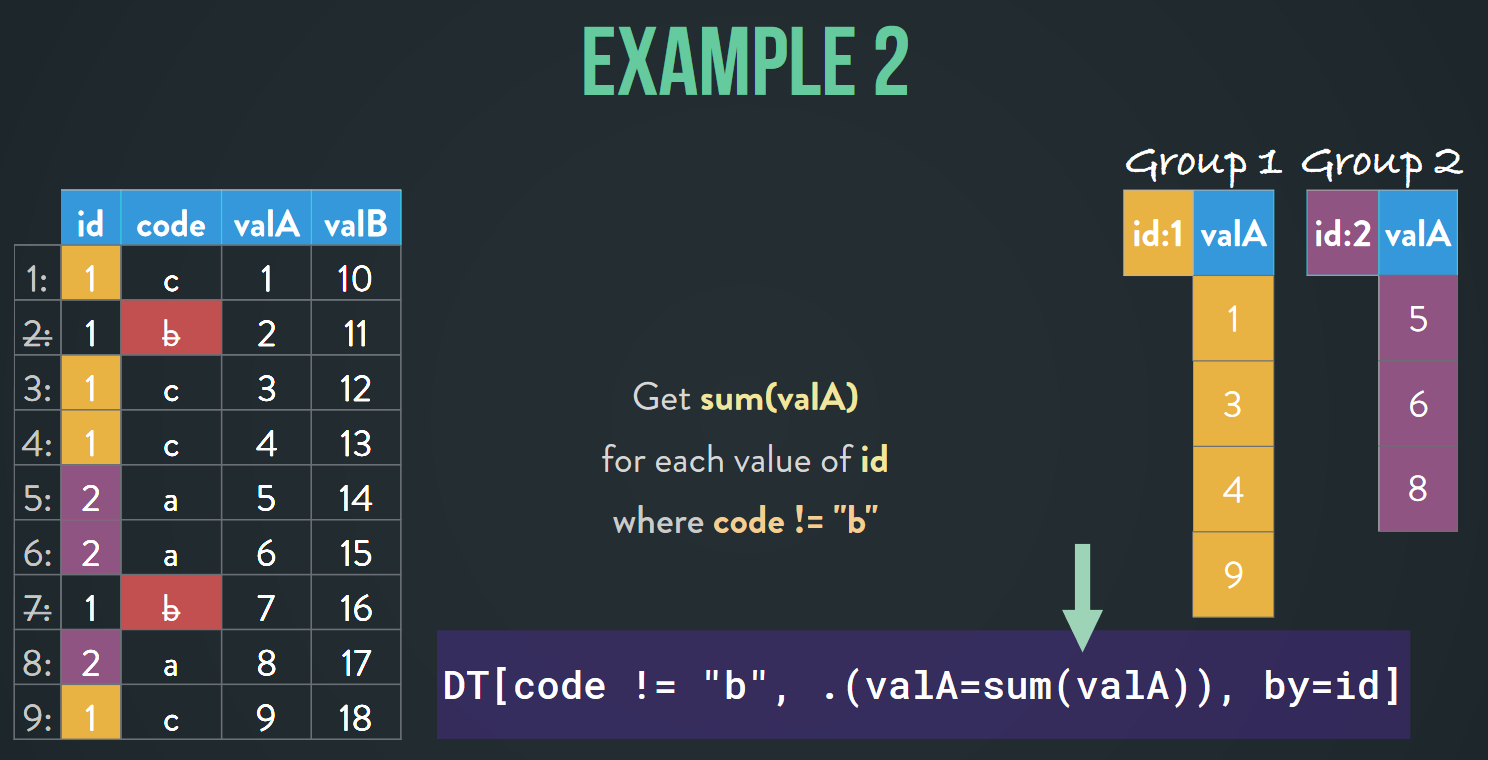 EXAMPLE 2
id code valA valB
1: 1 c 1 10
2: 1 b 2 11
3: 1 c 3 12
4: 1 c 4 13
5: 2 a 5 14
6: 2 a 6 15
7: 1 b 7 16
8: 2 a 8 17
9: 1 c 9 18
Get sum(valA)
for each value of id
where code != "b"
Group 1
id:1 valA
1
3
4
9
Group 2
id:2 valA
5
6
8
DT[code != "b", .(valA=sum(valA)), by=id]